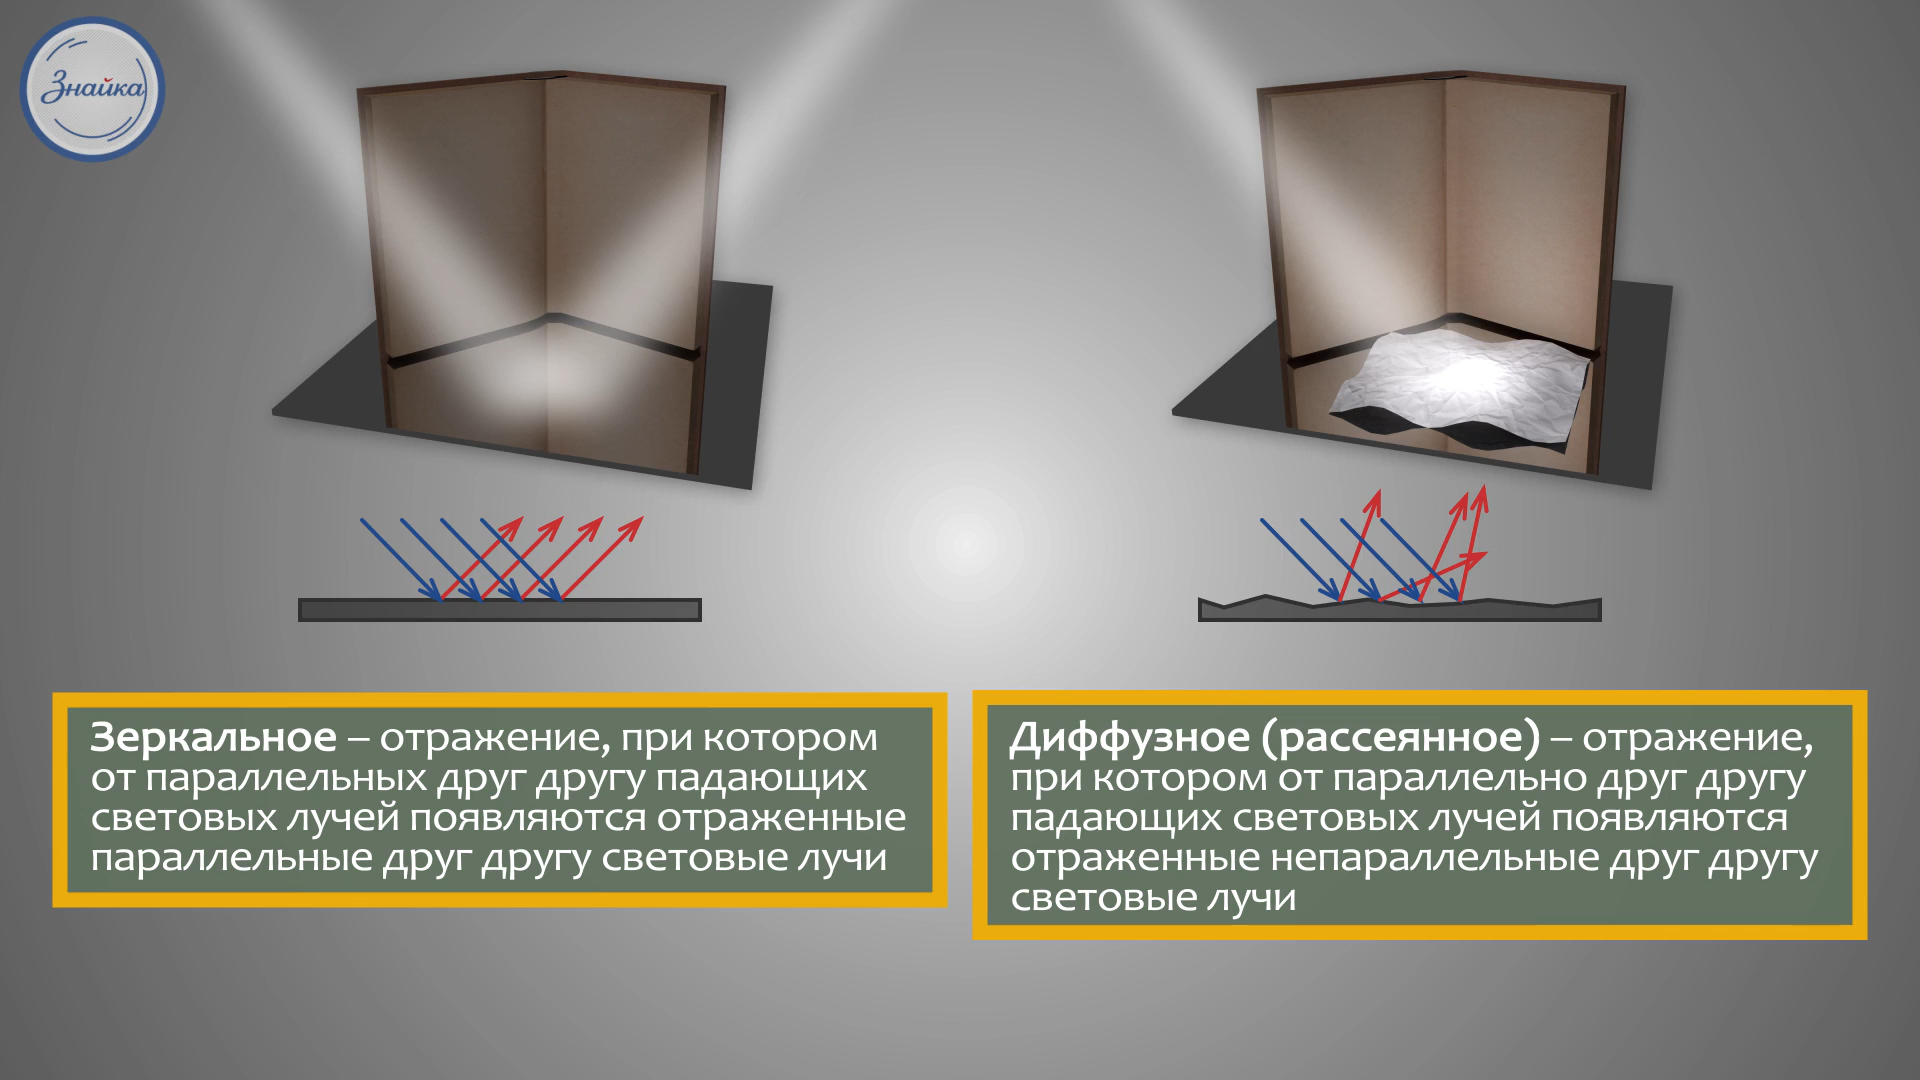 Знайка
Зеркальное – отражение, при котором
от параллельных друг другу падающих
световых лучей появляются отраженные
параллельные друг другу световые лучи
Диффузное (рассеянное) – отражение,
при котором от параллельно друг другу
падающих световых лучей появляются
отраженные непараллельные друг другу
световые лучи